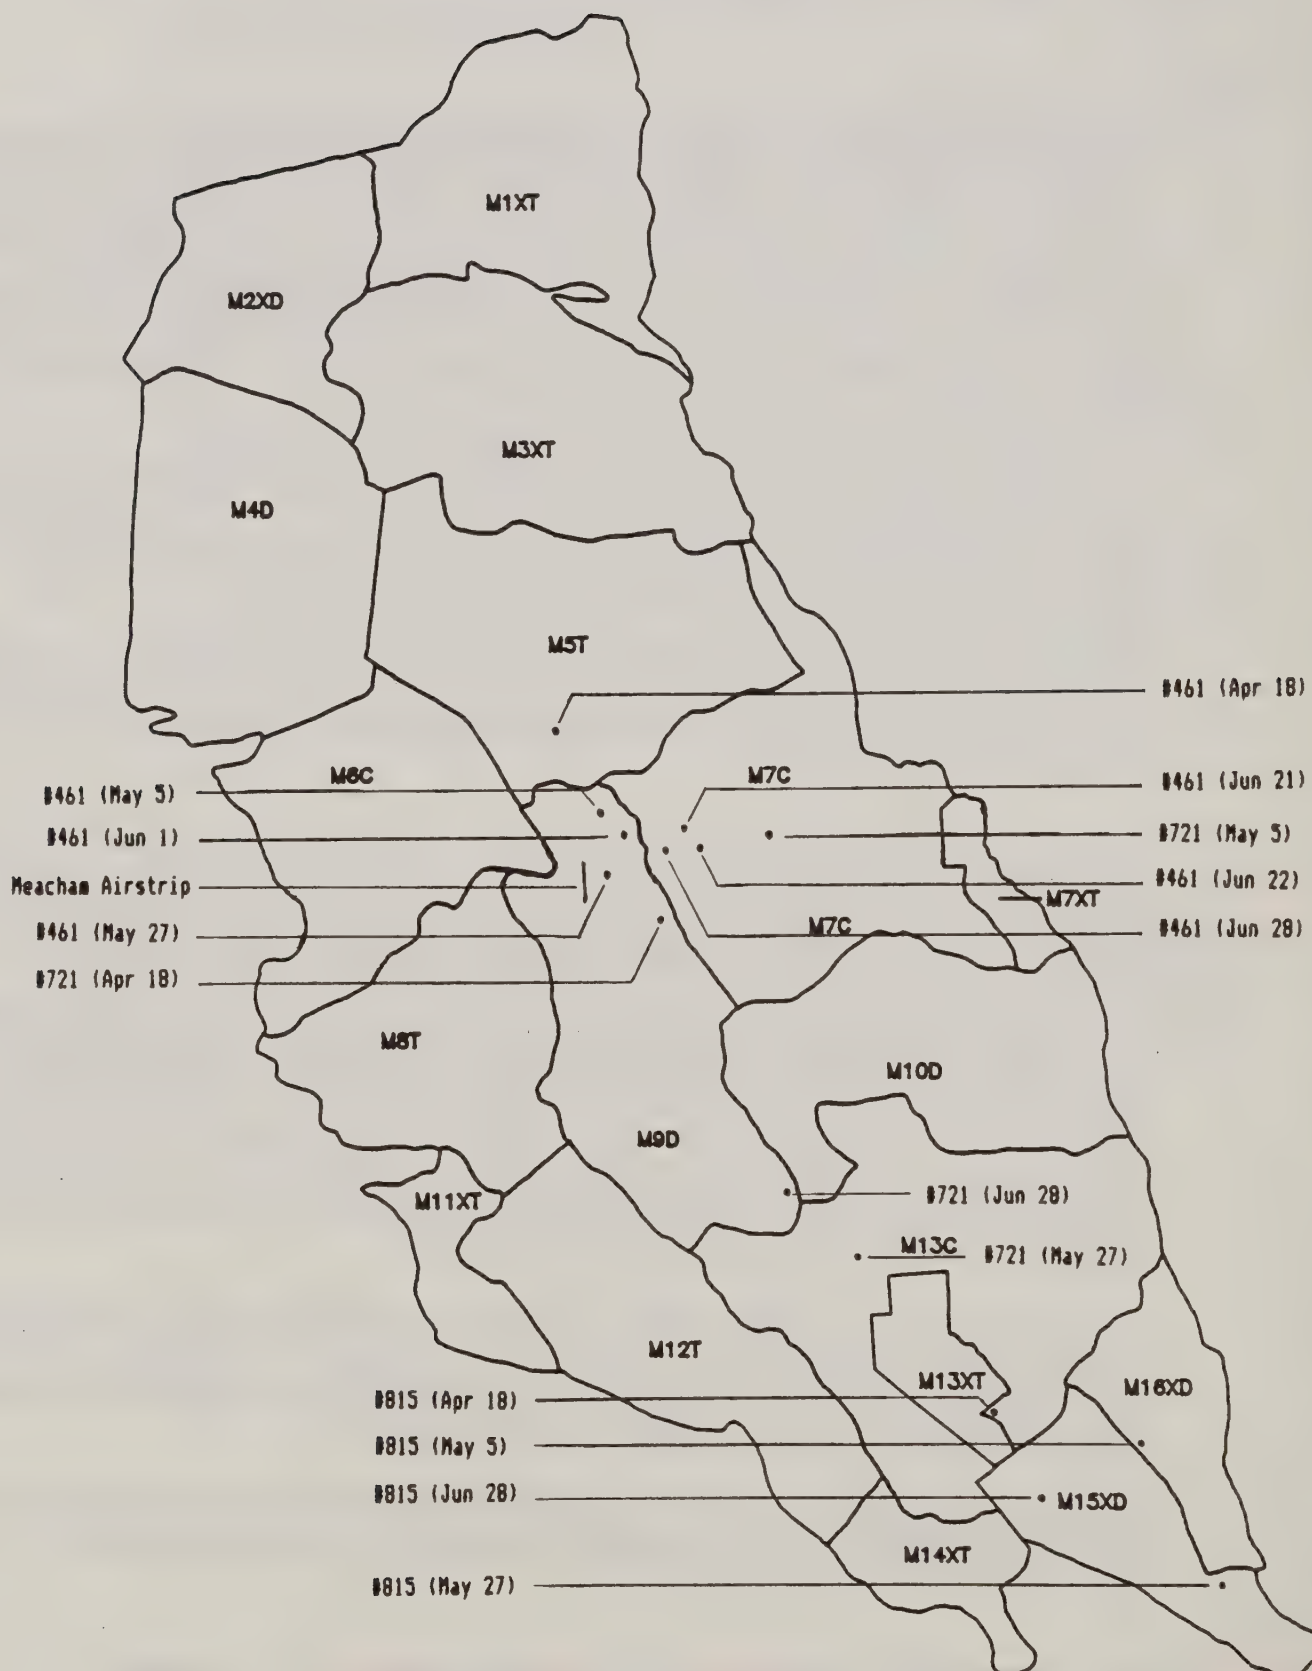 M1XT
M2XD
M3XT
M4D
M5T
#461 (Apr 18)
M6C
M7C
#461 (May 5)
#461 (Jun 21)
#461 (Jun 1)
#721 (May 5)
Meacham Airstrip
#461 (Jun 22)
M7XT
#461 (May 27)
M7C
#461 (Jun 28)
#721 (Apr 18)
M8T
M10D
M9D
M11XT
#721 (Jun 28)
M13C
#721 (May 27)
M12T
M13XT
M16XD
#815 (Apr 18)
#815 (May 5)
#815 (Jun 28)
M15XD
M14XT
#815 (May 27)